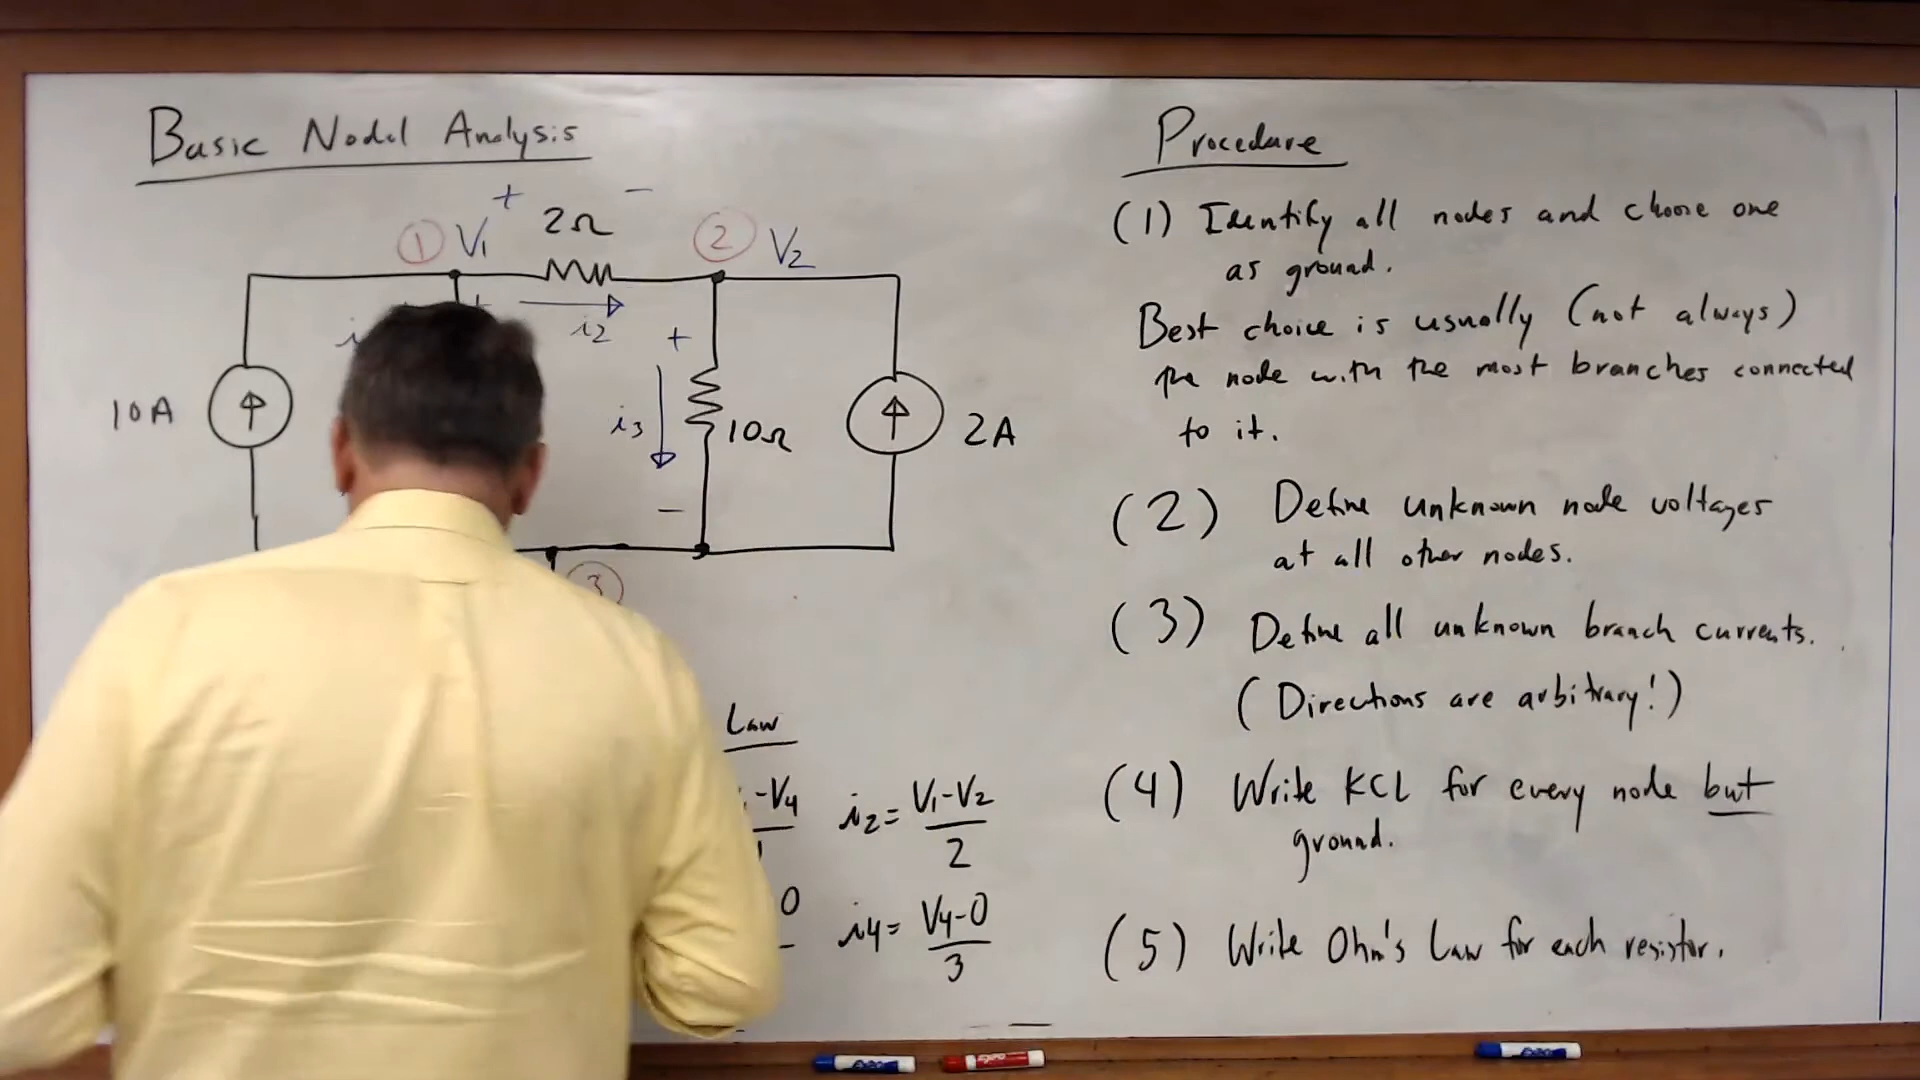 Basic Nodal Analysis
+ 2Ω −
① V1 ② V2
i2
+
10A
i3
10Ω
2A
−
③
Law
-V4
i2 = V1-V2
2
0
i4 = V4-0
3
Procedure
(1) Identify all nodes and choose one
as ground.
Best choice is usually (not always)
the node with the most branches connected
to it.
(2) Define unknown node voltages
at all other nodes.
(3) Define all unknown branch currents.
(Directions are arbitrary!)
(4) Write KCL for every node but
ground.
(5) Write Ohm's Law for each resistor.